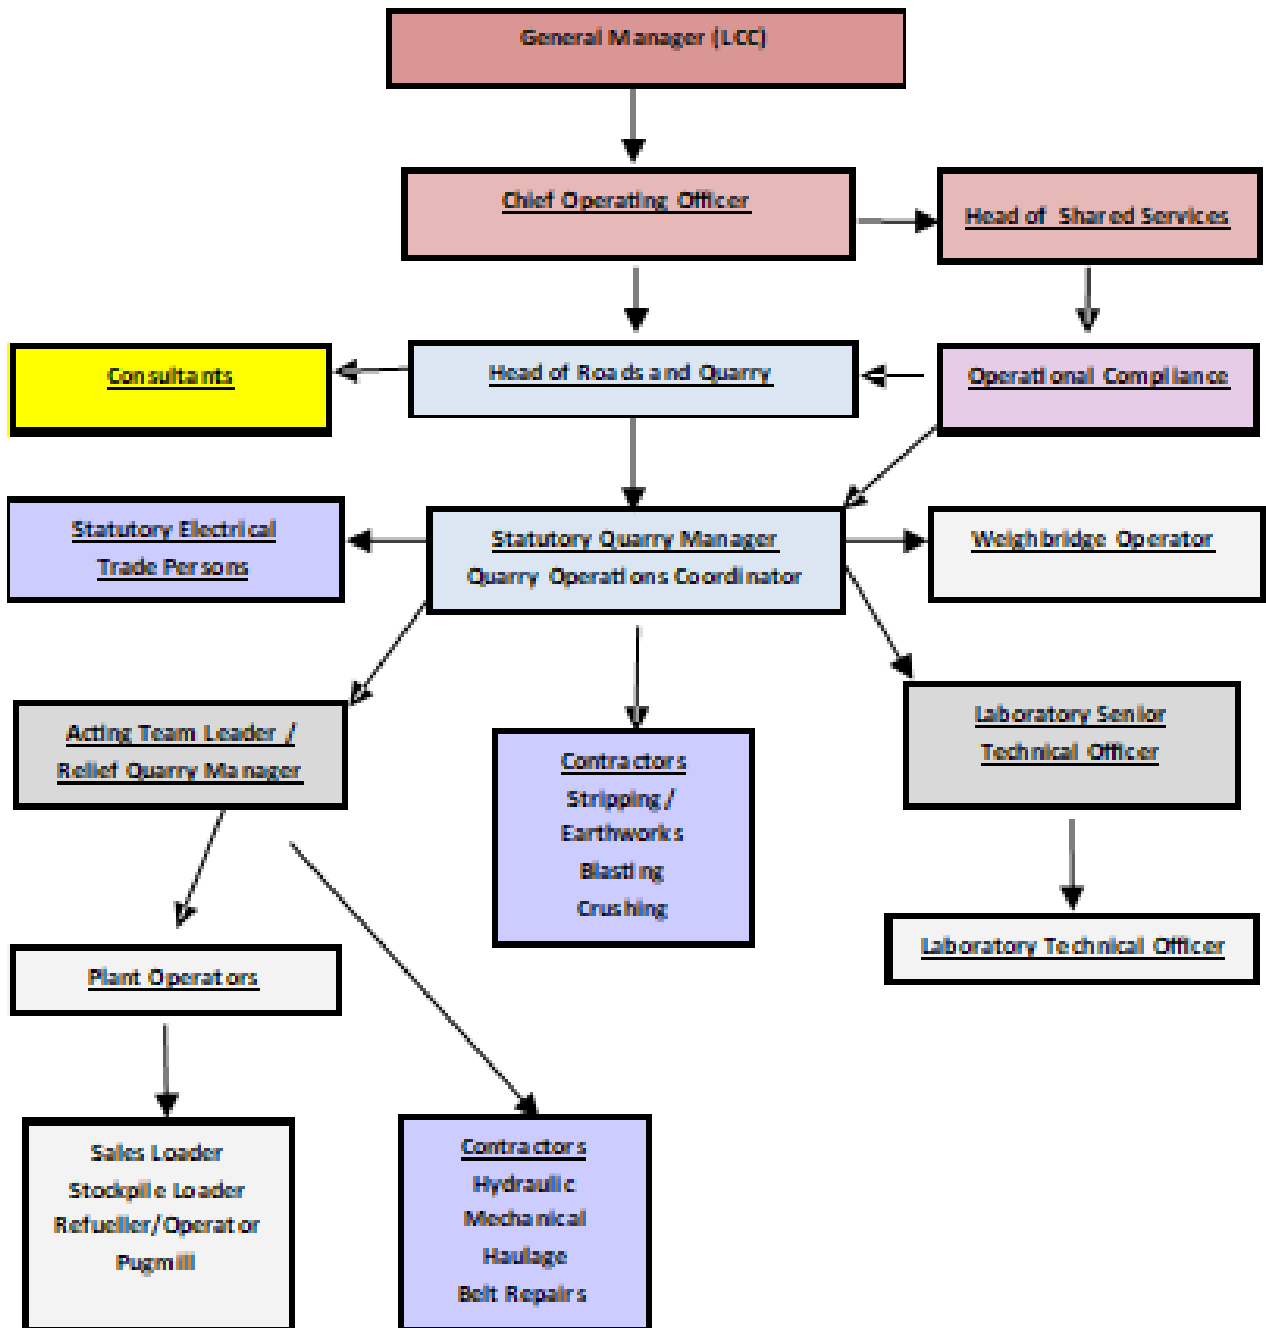 General Manager (LCC)
Chief Operating Officer
Head of Shared Services
Consultants
Head of Roads and Quarry
Operational Compliance
Statutory Electrical
Trade Persons
Statutory Quarry Manager
Quarry Operations Coordinator
Weighbridge Operator
Acting Team Leader /
Relief Quarry Manager
Contractors
Stripping/
Earthworks
Blasting
Crushing
Laboratory Senior
Technical Officer
Plant Operators
Laboratory Technical Officer
Sales Loader
Stockpile Loader
Refueller/Operator
Pugmill
Contractors
Hydraulic
Mechanical
Haulage
Belt Repairs